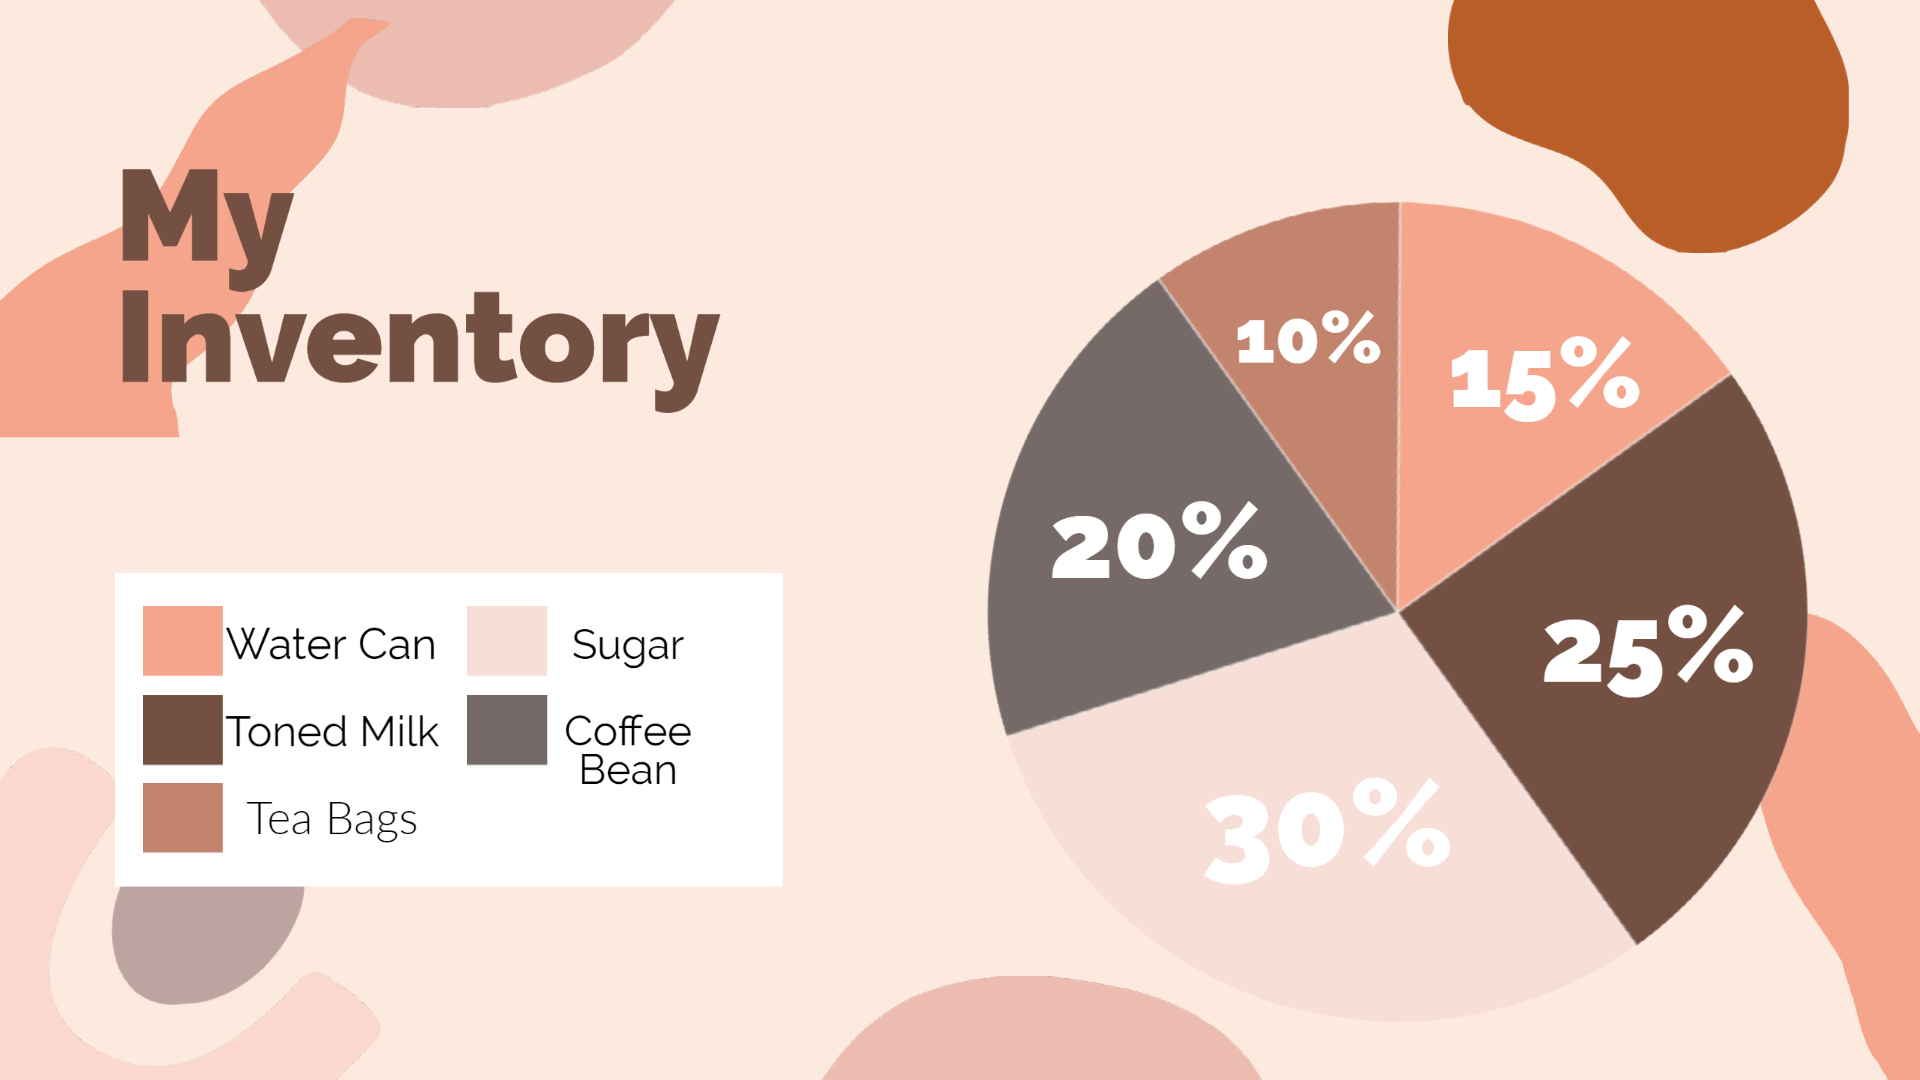 My
Inventory
Water Can
Sugar
Toned Milk
Coffee
Bean
Tea Bags
10%
15%
20%
25%
30%